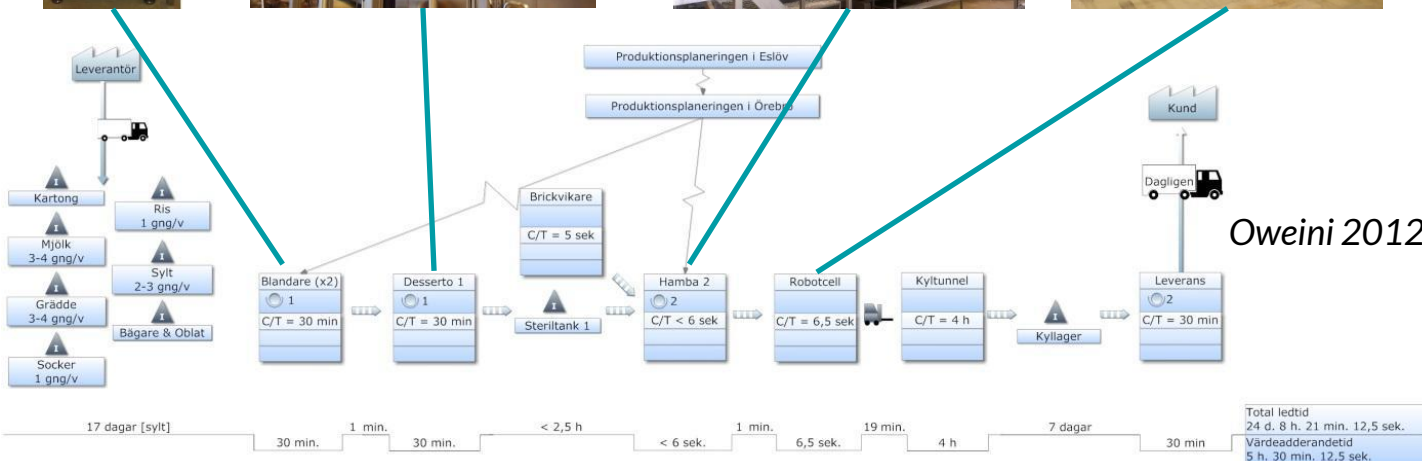 Leverantör
Produktionsplaneringen i Eslöv
Produktionsplaneringen i Örebro
Kund
Dagligen
Oweini 2012
I
Kartong
I
Ris
1 gng/v
I
Mjölk
3-4 gng/v
I
Sylt
2-3 gng/v
I
Grädde
3-4 gng/v
I
Bägare & Oblat
I
Socker
1 gng/v
Brickvikare
C/T = 5 sek
Blandare (x2)
1
C/T = 30 min
Desserto 1
1
C/T = 30 min
I
Steriltank 1
Hamba 2
2
C/T < 6 sek
Robotcell
C/T = 6,5 sek
Kyltunnel
C/T = 4 h
I
Kyllager
Leverans
2
C/T = 30 min
17 dagar [sylt]
30 min.
1 min.
30 min.
< 2,5 h
< 6 sek.
1 min.
6,5 sek.
19 min.
4 h
7 dagar
30 min
Total ledtid
24 d. 8 h. 21 min. 12,5 sek.
Värdeadderandetid
5 h. 30 min. 12,5 sek.